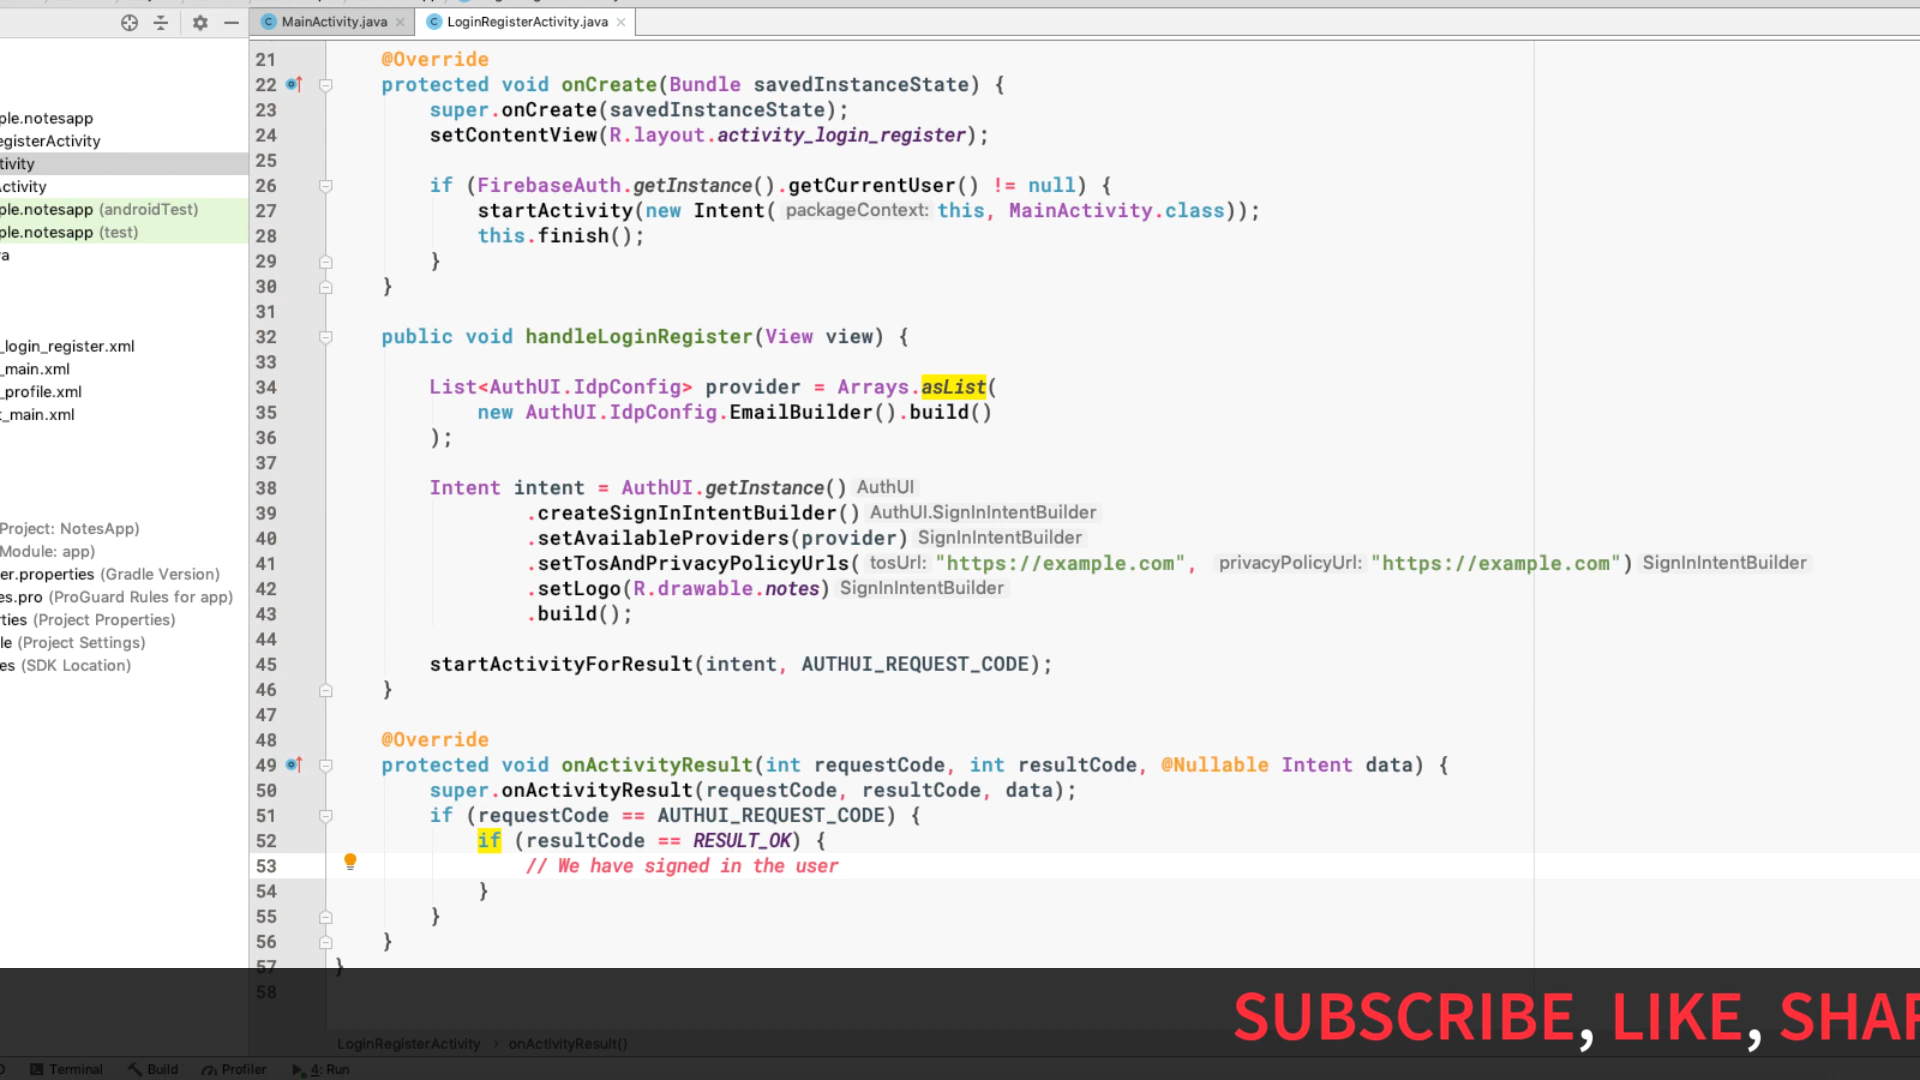 MainActivity.java
LoginRegisterActivity.java
ple.notesapp
egisterActivity
tivity
Activity
ple.notesapp (androidTest)
ple.notesapp (test)
va
_login_register.xml
_main.xml
_profile.xml
t_main.xml
Project: NotesApp)
Module: app)
er.properties (Gradle Version)
es.pro (ProGuard Rules for app)
rties (Project Properties)
le (Project Settings)
es (SDK Location)
21 @Override
22 protected void onCreate(Bundle savedInstanceState) {
23 super.onCreate(savedInstanceState);
24 setContentView(R.layout.activity_login_register);
25
26 if (FirebaseAuth.getInstance().getCurrentUser() != null) {
27 startActivity(new Intent( packageContext: this, MainActivity.class));
28 this.finish();
29 }
30 }
31
32 public void handleLoginRegister(View view) {
33
34 List<AuthUI.IdpConfig> provider = Arrays.asList(
35 new AuthUI.IdpConfig.EmailBuilder().build()
36 );
37
38 Intent intent = AuthUI.getInstance() AuthUI
39 .createSignInIntentBuilder() AuthUI.SignInIntentBuilder
40 .setAvailableProviders(provider) SignInIntentBuilder
41 .setTosAndPrivacyPolicyUrls( tosUrl: "https://example.com", privacyPolicyUrl: "https://example.com") SignInIntentBuilder
42 .setLogo(R.drawable.notes) SignInIntentBuilder
43 .build();
44
45 startActivityForResult(intent, AUTHUI_REQUEST_CODE);
46 }
47
48 @Override
49 protected void onActivityResult(int requestCode, int resultCode, @Nullable Intent data) {
50 super.onActivityResult(requestCode, resultCode, data);
51 if (requestCode == AUTHUI_REQUEST_CODE) {
52 if (resultCode == RESULT_OK) {
53 // We have signed in the user
54 }
55 }
56 }
57 }
58
SUBSCRIBE, LIKE, SHAR
LoginRegisterActivity › onActivityResult()
Terminal Build Profiler 4: Run